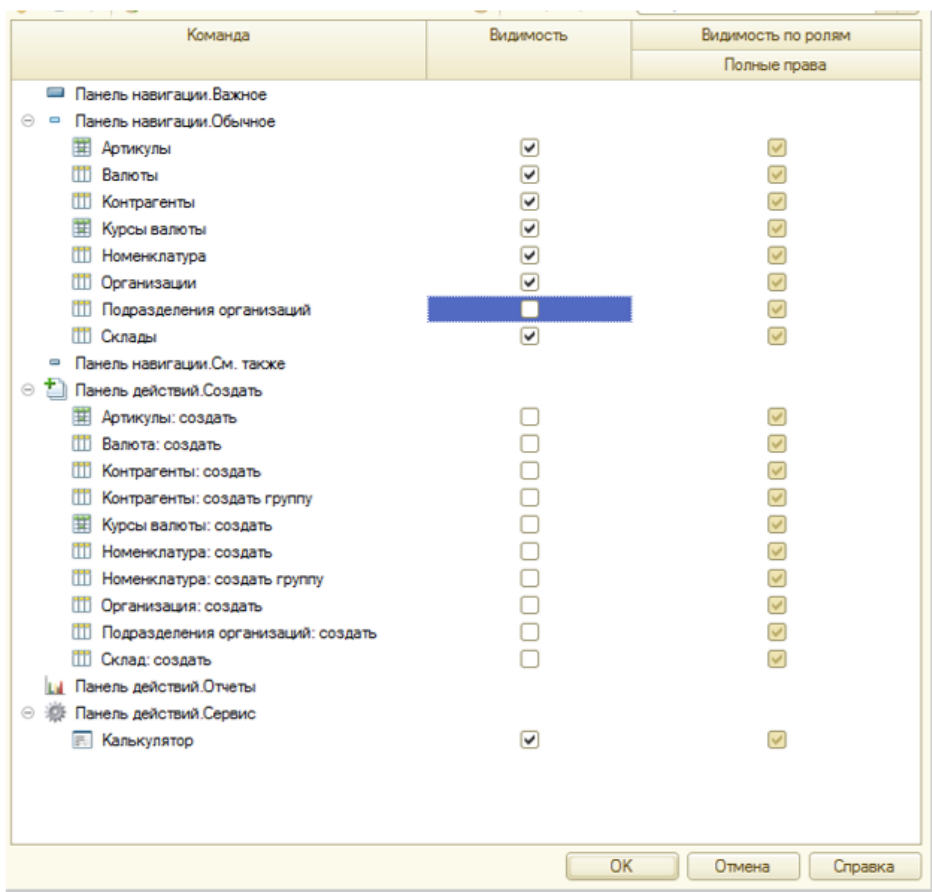 Команда Видимость Видимость по ролям
Полные права
Панель навигации.Важное
Панель навигации.Обычное
Артикулы
Валюты
Контрагенты
Курсы валюты
Номенклатура
Организации
Подразделения организаций
Склады
Панель навигации.См. также
Панель действий.Создать
Артикулы: создать
Валюта: создать
Контрагенты: создать
Контрагенты: создать группу
Курсы валюты: создать
Номенклатура: создать
Номенклатура: создать группу
Организация: создать
Подразделения организаций: создать
Склад: создать
Панель действий.Отчеты
Панель действий.Сервис
Калькулятор
OK Отмена Справка